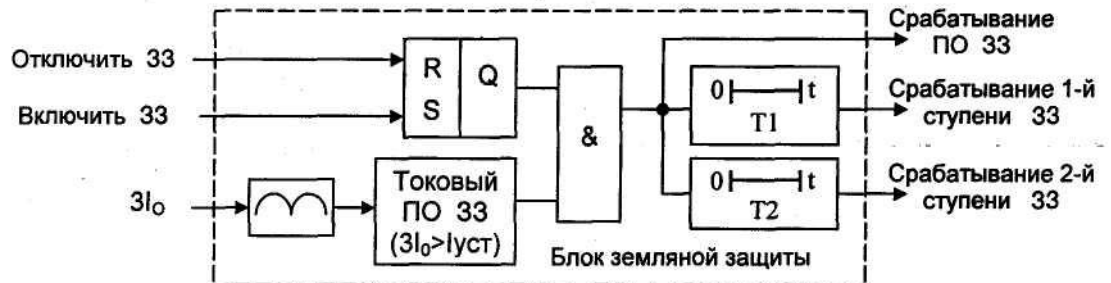 Отключить ЗЗ
Включить ЗЗ
3I₀
R
S
Q
Токовый
ПО ЗЗ
(3I₀>Iуст)
&
0 t
T1
0 t
T2
Блок земляной защиты
Срабатывание
ПО ЗЗ
Срабатывание 1-й
ступени ЗЗ
Срабатывание 2-й
ступени ЗЗ